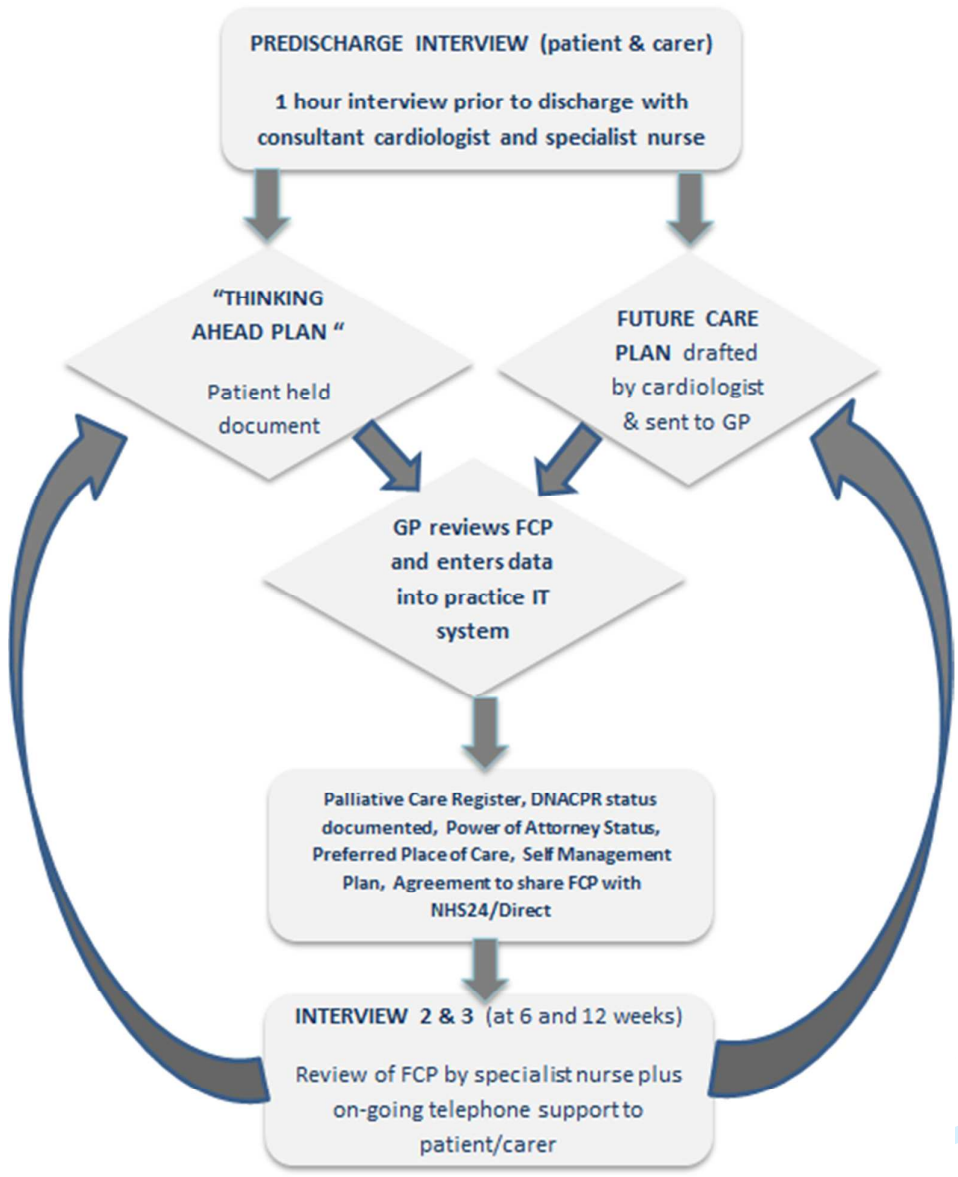 PREDISCHARGE INTERVIEW (patient & carer)
1 hour interview prior to discharge with
consultant cardiologist and specialist nurse
“THINKING
AHEAD PLAN “
Patient held
document
FUTURE CARE
PLAN drafted
by cardiologist
& sent to GP
GP reviews FCP
and enters data
into practice IT
system
Palliative Care Register, DNACPR status
documented, Power of Attorney Status,
Preferred Place of Care, Self Management
Plan, Agreement to share FCP with
NHS24/Direct
INTERVIEW 2 & 3 (at 6 and 12 weeks)
Review of FCP by specialist nurse plus
on-going telephone support to
patient/carer